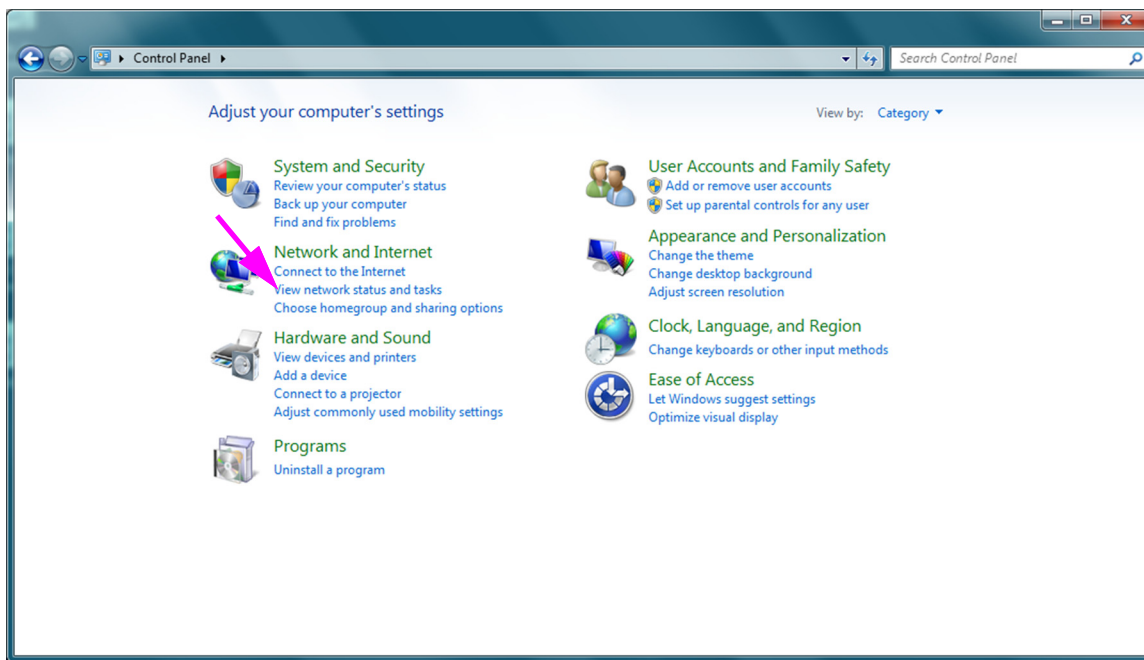 Control Panel
Search Control Panel
Adjust your computer's settings
View by: Category
System and Security
Review your computer's status
Back up your computer
Find and fix problems
Network and Internet
Connect to the Internet
View network status and tasks
Choose homegroup and sharing options
Hardware and Sound
View devices and printers
Add a device
Connect to a projector
Adjust commonly used mobility settings
Programs
Uninstall a program
User Accounts and Family Safety
Add or remove user accounts
Set up parental controls for any user
Appearance and Personalization
Change the theme
Change desktop background
Adjust screen resolution
Clock, Language, and Region
Change keyboards or other input methods
Ease of Access
Let Windows suggest settings
Optimize visual display